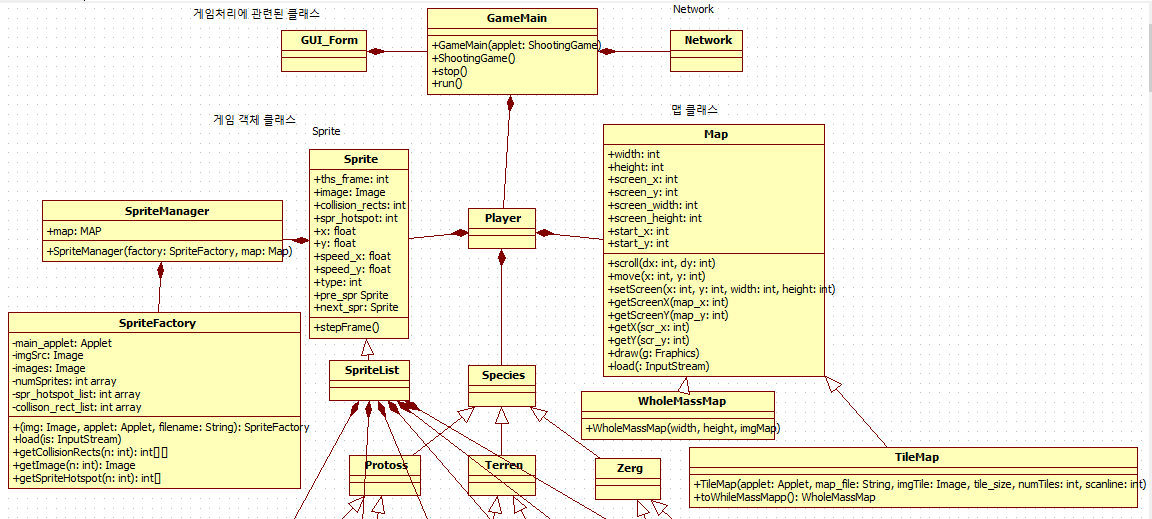 게임처리에 관련된 클래스
Network
GameMain
+GameMain(applet: ShootingGame)
+ShootingGame()
+stop()
+run()
GUI_Form
Network
게임 객체 클래스
Sprite
맵 클래스
Sprite
+ths_frame: int
+image: Image
+collision_rects: int
+spr_hotspot: int
+x: float
+y: float
+speed_x: float
+speed_y: float
+type: int
+pre_spr Sprite
+next_spr: Sprite
+stepFrame()
Map
+width: int
+height: int
+screen_x: int
+screen_y: int
+screen_width: int
+screen_height: int
+start_x: int
+start_y: int
+scroll(dx: int, dy: int)
+move(x: int, y: int)
+setScreen(x: int, y: int, width: int, height: int)
+getScreenX(map_x: int)
+getScreenY(map_y: int)
+getX(scr_x: int)
+getY(scr_y: int)
+draw(g: Fraphics)
+load(: InputStream)
SpriteManager
+map: MAP
+SpriteManager(factory: SpriteFactory, map: Map)
Player
SpriteFactory
-main_applet: Applet
-imgSrc: Image
-images: Image
-numSprites: int array
-spr_hotspot_list: int array
-collison_rect_list: int array
+(img: Image, applet: Applet, filename: String): SpriteFactory
+load(is: InputStream)
+getCollisionRects(n: int): int[][]
+getImage(n: int): Image
+getSpriteHotspot(n: int): int[]
SpriteList
Species
WholeMassMap
+WholeMassMap(width, height, imgMap)
Protoss
Terren
Zerg
TileMap
+TileMap(applet: Applet, map_file: String, imgTile: Image, tile_size, numTiles: int, scanline: int)
+toWhileMassMapp(): WholeMassMap